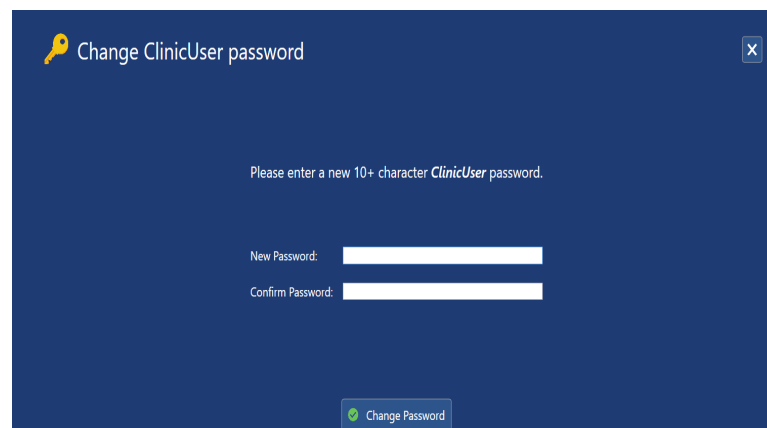 Change ClinicUser password
Please enter a new 10+ character ClinicUser password.
New Password:
Confirm Password:
Change Password